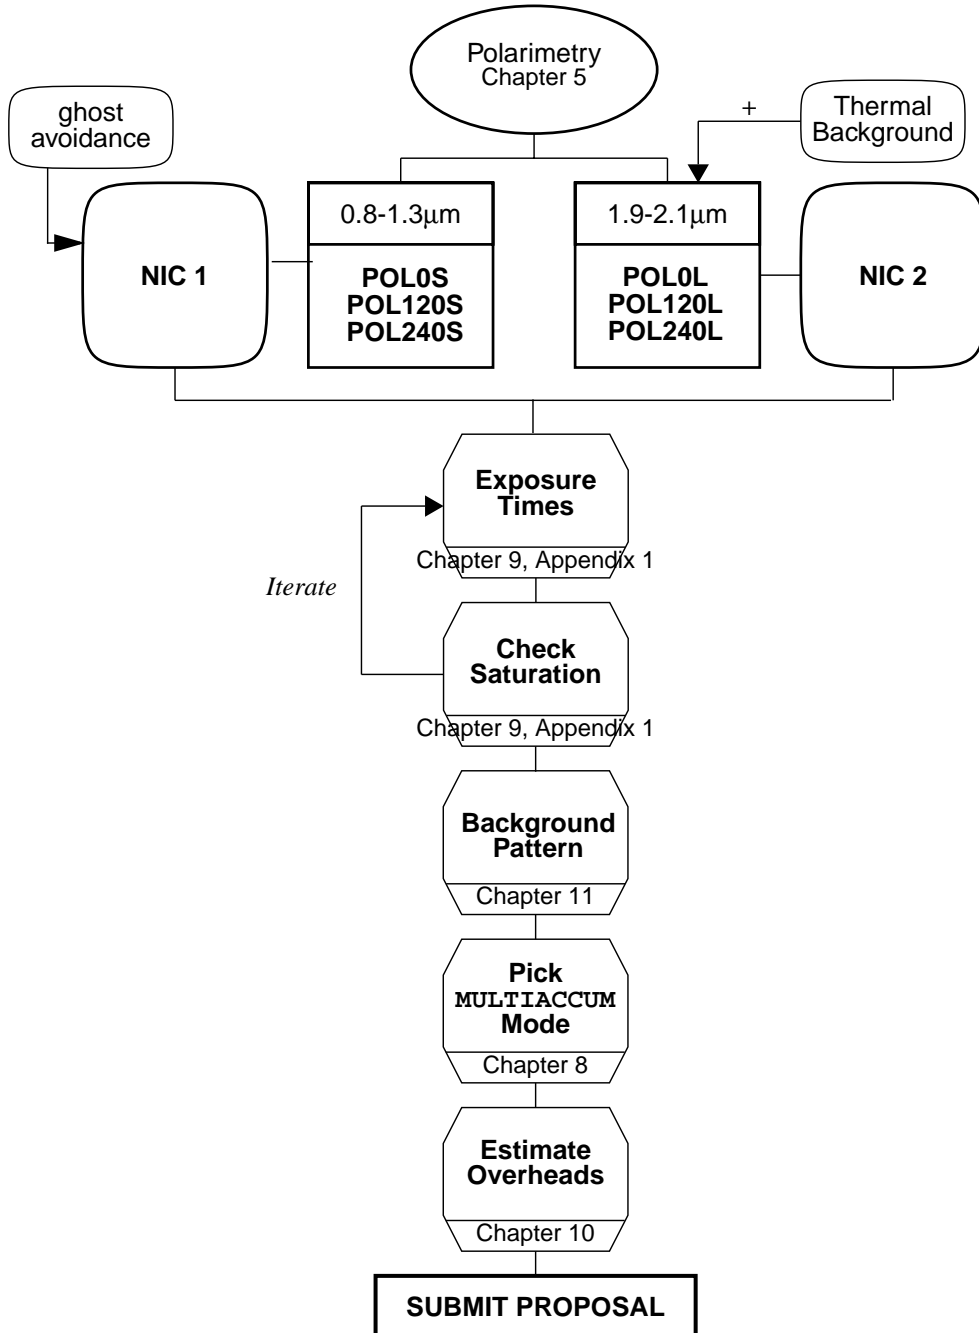 Polarimetry
Chapter 5
ghost
avoidance
+
Thermal
Background
0.8-1.3μm
1.9-2.1μm
NIC 1
POL0S
POL120S
POL240S
POL0L
POL120L
POL240L
NIC 2
Exposure
Times
Chapter 9, Appendix 1
Iterate
Check
Saturation
Chapter 9, Appendix 1
Background
Pattern
Chapter 11
Pick
MULTIACCUM
Mode
Chapter 8
Estimate
Overheads
Chapter 10
SUBMIT PROPOSAL